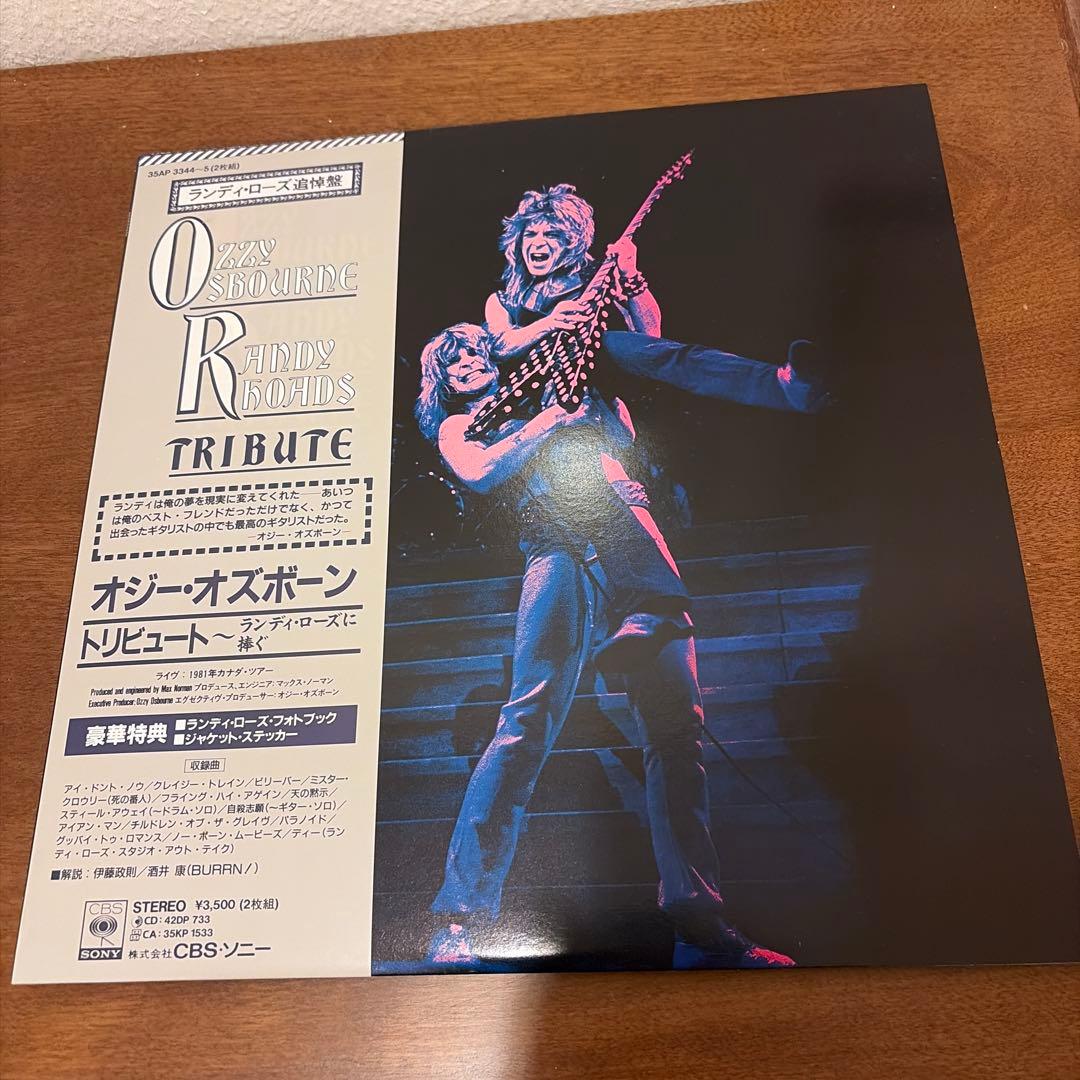 35AP 3344~5 (2枚組)
ランディ・ローズ追悼盤
OZZY
OSBOURNE
RANDY
RHOADS
TRIBUTE
ランディは俺の夢を現実に変えてくれた——あいつ
は俺のベスト・フレンドだっただけでなく、かつて
出会ったギタリストの中でも最高のギタリストだった。
—オジー・オズボーン—
オジー・オズボーン
トリビュート〜ランディ・ローズに
捧ぐ
ライヴ：1981年カナダ・ツアー
Produced and engineered by Max Norman プロデュース、エンジニア：マックス・ノーマン
Executive Producer: Ozzy Osbourne エグゼクティヴ・プロデューサー：オジー・オズボーン
豪華特典 ■ランディ・ローズ・フォトブック
■ジャケット・ステッカー
収録曲
アイ・ドント・ノウ／クレイジー・トレイン／ビリーバー／ミスター・
クロウリー(死の番人)／フライング・ハイ・アゲイン／天の黙示／
スティール・アウェイ(〜ドラム・ソロ)／自殺志願(〜ギター・ソロ)／
アイアン・マン／チルドレン・オブ・ザ・グレイヴ／パラノイド／
グッバイ・トゥ・ロマンス／ノー・ボーン・ムービーズ／ディー(ラン
ディ・ローズ・スタジオ・アウト・テイク)
■解説：伊藤政則／酒井 康(BURRN!)
CBS
SONY
STEREO ¥3,500 (2枚組)
CD: 42DP 733
CA: 35KP 1533
株式会社CBS・ソニー